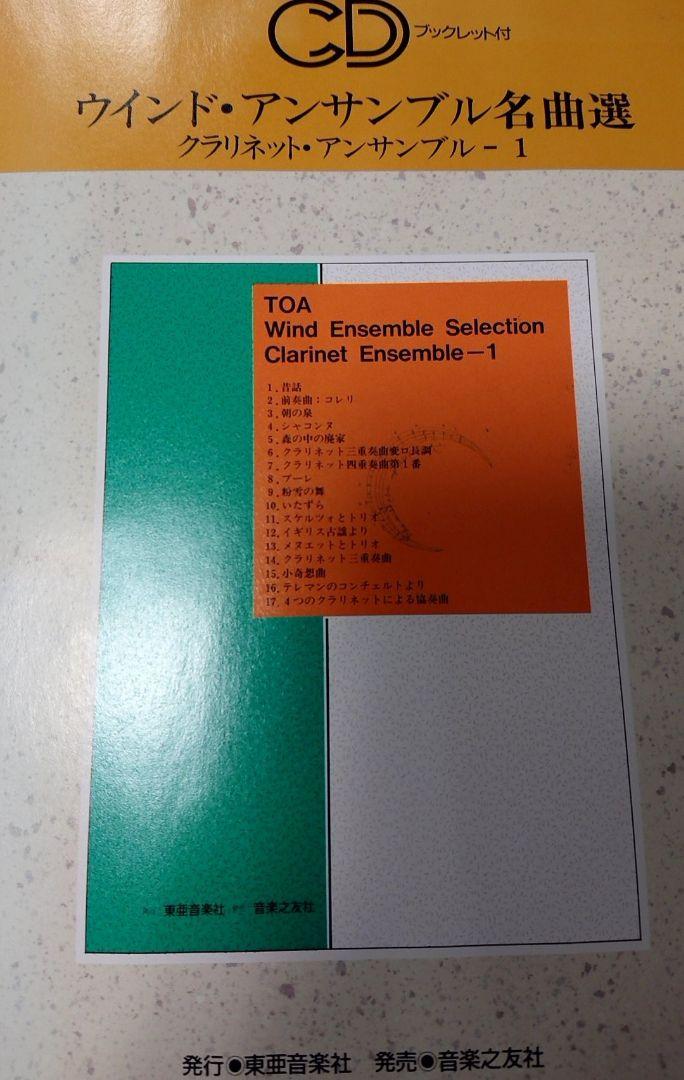 CD ブックレット付
ウインド・アンサンブル名曲選
クラリネット・アンサンブル－1
TOA
Wind Ensemble Selection
Clarinet Ensemble－1
1．昔話
2．前奏曲：コレリ
3．朝の泉
4．シャコンヌ
5．森の中の廃家
6．クラリネット三重奏曲変ロ長調
7．クラリネット四重奏曲第1番
8．ブーレ
9．粉雪の舞
10．いたずら
11．スケルツォとトリオ
12．イギリス古謡より
13．メヌエットとトリオ
14．クラリネット三重奏曲
15．小奇想曲
16．テレマンのコンチェルトより
17．4つのクラリネットによる協奏曲
東亜音楽社 音楽之友社
発行◉東亜音楽社 発売◉音楽之友社